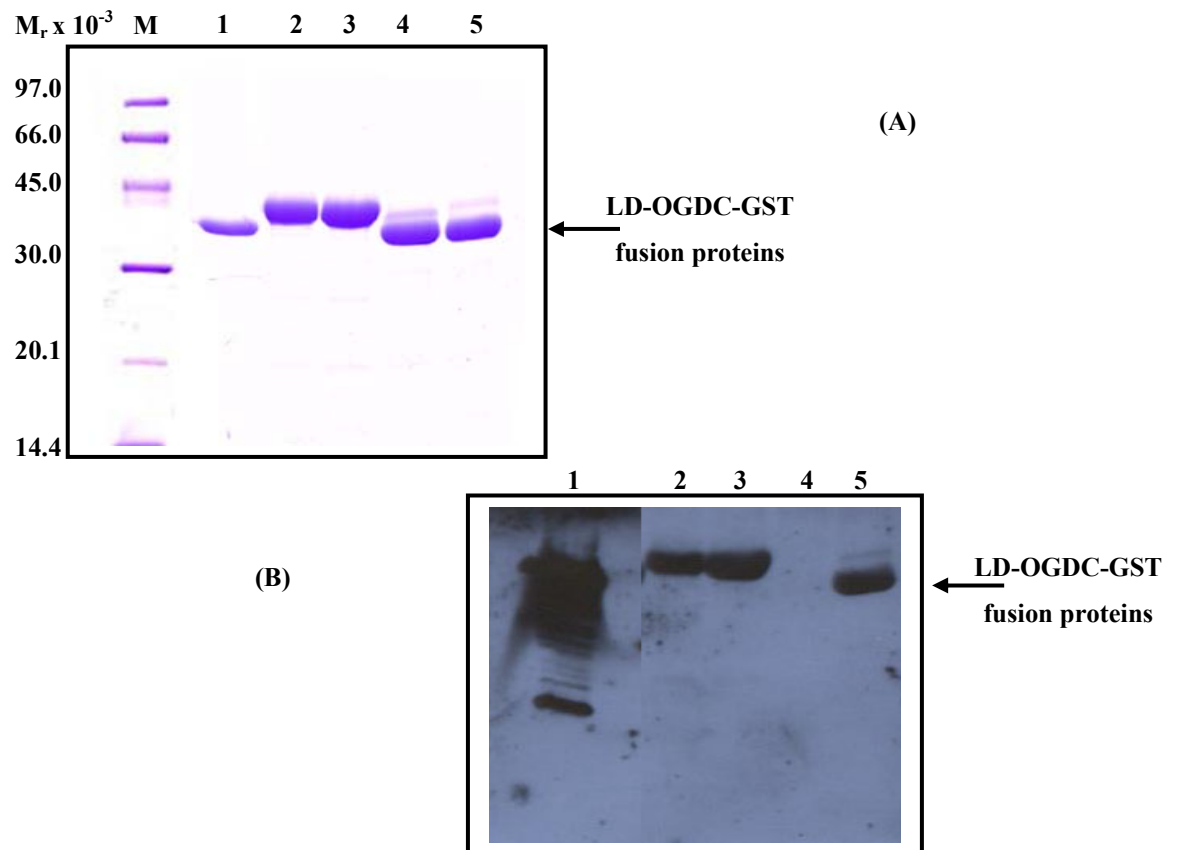 Mr x 10-3 M 1 2 3 4 5
97.0
66.0
(A)
45.0
LD-OGDC-GST
fusion proteins
30.0
20.1
14.4
1 2 3 4 5
(B)
LD-OGDC-GST
fusion proteins